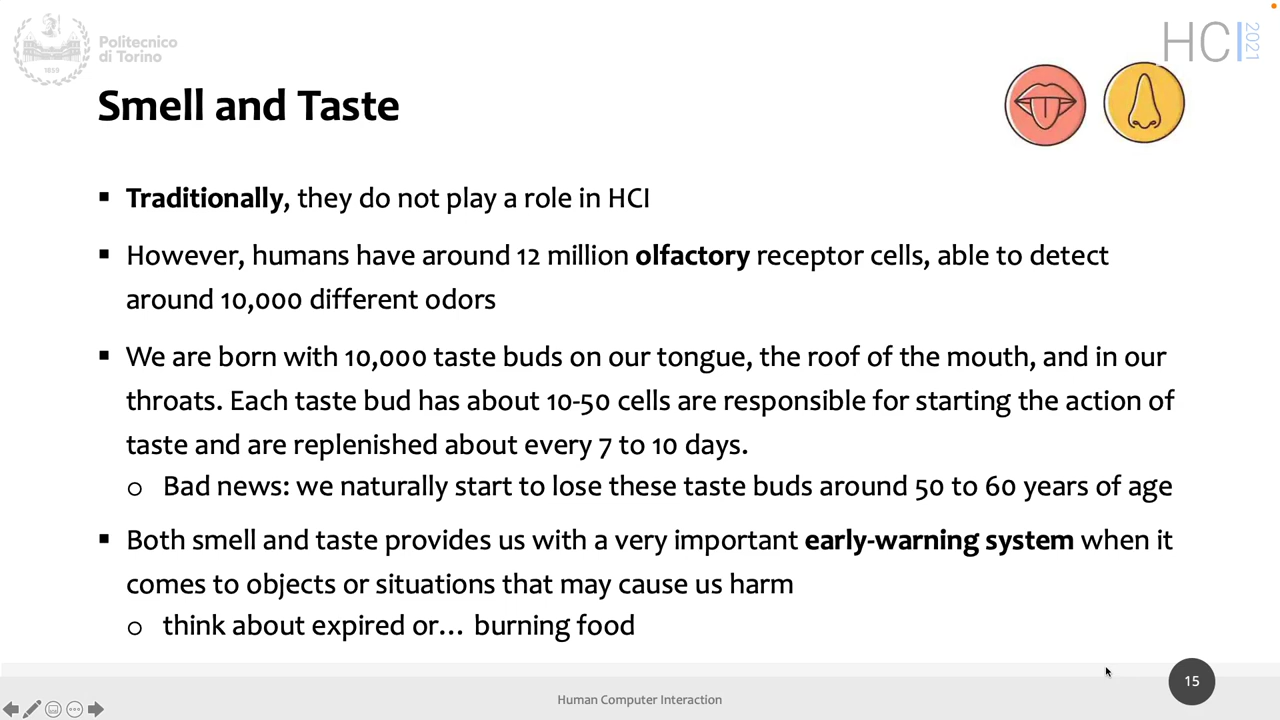 Politecnico
di Torino
1859
HCI
2021
Smell and Taste
▪ Traditionally, they do not play a role in HCI
▪ However, humans have around 12 million olfactory receptor cells, able to detect
around 10,000 different odors
▪ We are born with 10,000 taste buds on our tongue, the roof of the mouth, and in our
throats. Each taste bud has about 10-50 cells are responsible for starting the action of
taste and are replenished about every 7 to 10 days.
o Bad news: we naturally start to lose these taste buds around 50 to 60 years of age
▪ Both smell and taste provides us with a very important early-warning system when it
comes to objects or situations that may cause us harm
o think about expired or… burning food
Human Computer Interaction
15